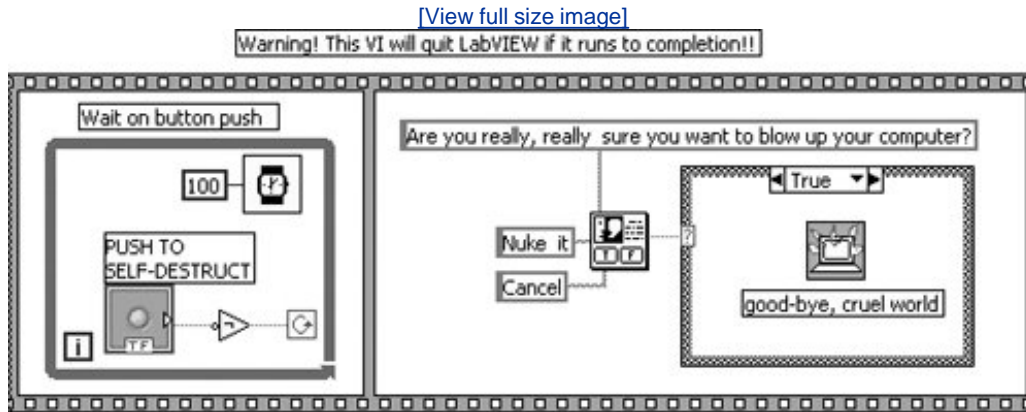 [View full size image]
Warning! This VI will quit LabVIEW if it runs to completion!!
Wait on button push
100
PUSH TO
SELF-DESTRUCT
TF
i
Are you really, really sure you want to blow up your computer?
Nuke it
Cancel
T F
?
True
good-bye, cruel world